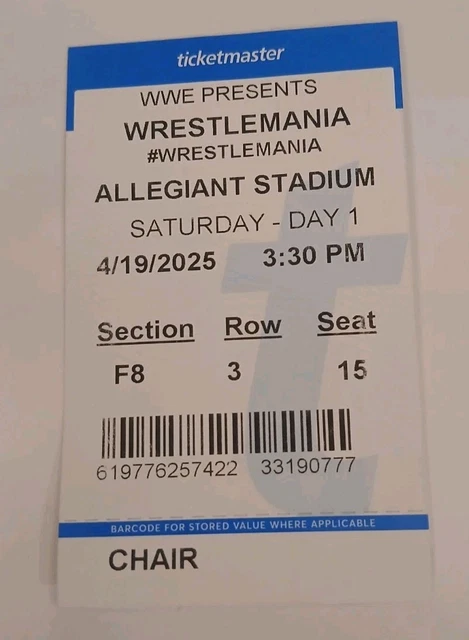 ticketmaster
WWE PRESENTS
WRESTLEMANIA
#WRESTLEMANIA
ALLEGIANT STADIUM
SATURDAY - DAY 1
4/19/2025 3:30 PM
Section Row Seat
F8 3 15
619776257422 33190777
BARCODE FOR STORED VALUE WHERE APPLICABLE
CHAIR